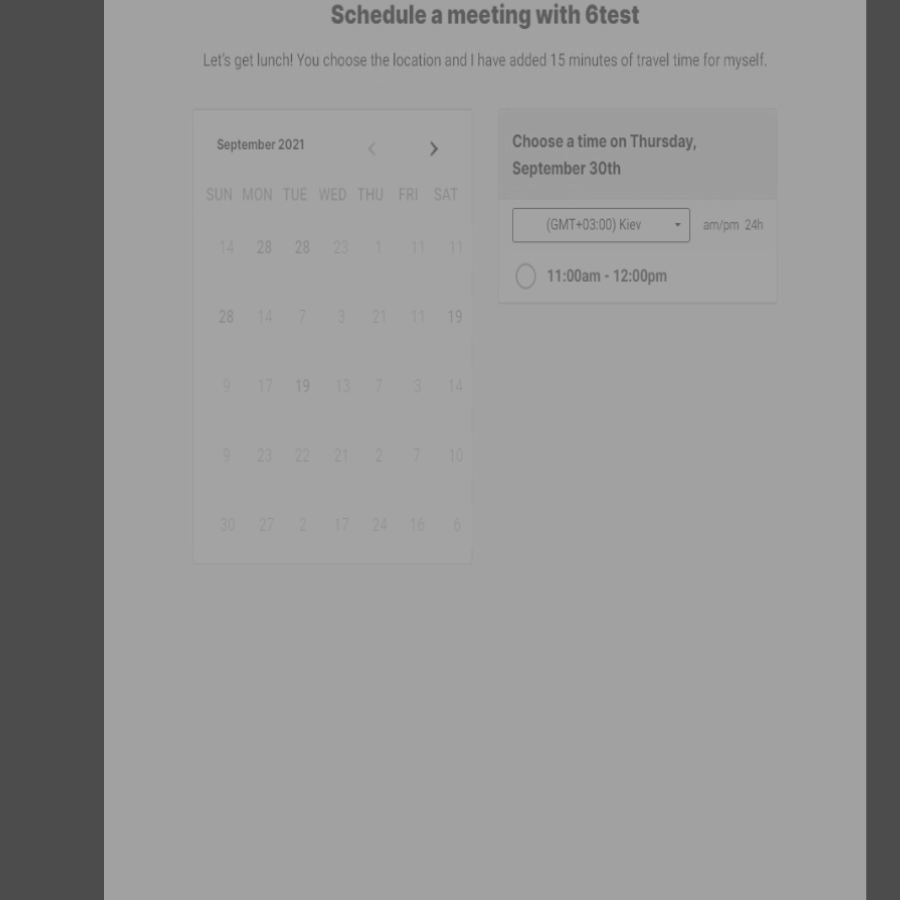 Schedule a meeting with 6test
Let's get lunch! You choose the location and I have added 15 minutes of travel time for myself.
September 2021
SUN MON TUE WED THU FRI SAT
14 28 28 23 1 11 11
28 14 7 3 21 11 19
9 17 19 13 7 3 14
9 23 22 21 2 7 10
30 27 2 17 24 16 6
Choose a time on Thursday,
September 30th
(GMT+03:00) Kiev am/pm 24h
11:00am - 12:00pm